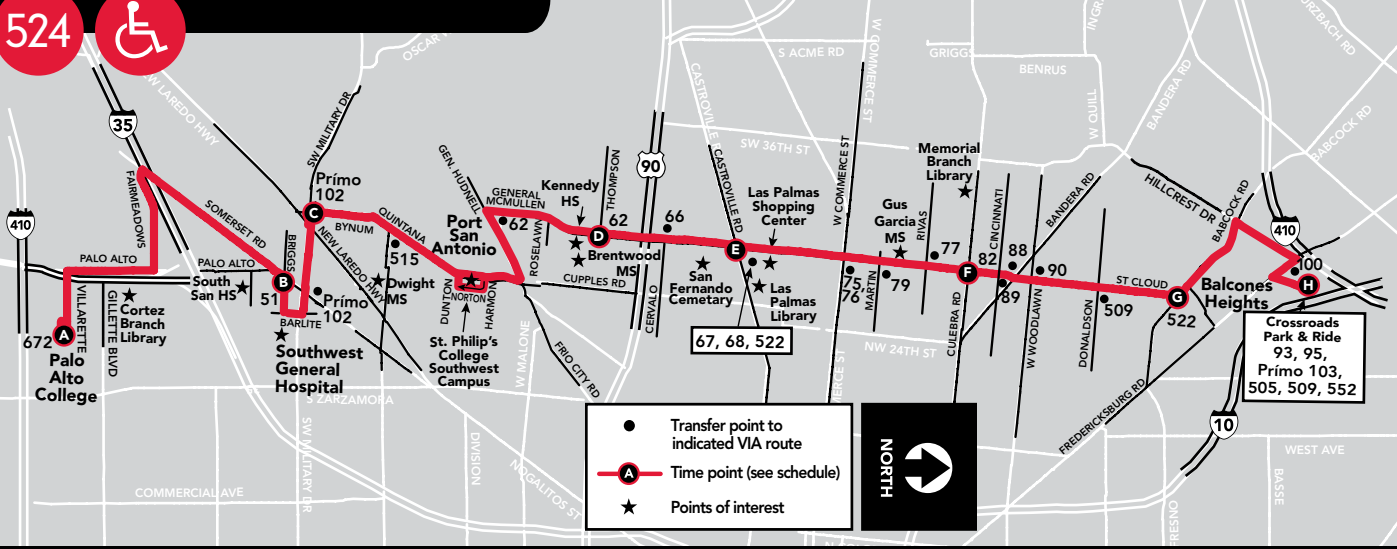 524
OSCAR
S ACME RD
W COMMERCE ST
GRIGGS
BENRUS
W QUILL
BANDERA RD
BABCOCK RD
NEW LAREDO HWY
35
SW MILITARY DR
CASTROVILLE
SW 36TH ST
90
410
FAIRMEADOWS
SOMERSET RD
PALO ALTO
PALO ALTO
VILLARETTE
GILLETTE BLVD
672
A
Palo
Alto
College
Cortez
Branch
Library
South
San HS
BRIGGS
B
51
BARLITE
Southwest
General
Hospital
Prímo
102
C
Prímo
102
NEW LAREDO HWY
BYNUM
QUINTANA
515
Dwight
MS
GEN. HUDNELL
Port
San
Antonio
DUNTON
NORTON
HARMON
St. Philip's
College
Southwest
Campus
GENERAL
MCMULLEN
62
ROSELAWN
W MALONE
FRIO CITY RD
CUPPLES RD
Kennedy
HS
THOMPSON
D
62
Brentwood
MS
CERVALO
66
San
Fernando
Cemetary
CASTROVILLE RD
E
Las Palmas
Shopping
Center
Las
Palmas
Library
67, 68, 522
W COMMERCE ST
75,
76
MARTIN
79
Gus
Garcia
MS
RIVAS
77
Memorial
Branch
Library
F
CULEBRA RD
82
CINCINNATI
88
89
90
W WOODLAWN
BANDERA RD
DONALDSON
509
ST CLOUD
G
522
FREDERICKSBURG RD
HILLCREST DR
BABCOCK RD
410
Balcones
Heights
100
H
Crossroads
Park & Ride
93, 95,
Prímo 103,
505, 509, 552
10
NW 24TH ST
S ZARZAMORA
SW MILITARY DR
COMMERCIAL AVE
DIVISION
NOGALITOS ST
WEST AVE
BASSE
Transfer point to
indicated VIA route
A
Time point (see schedule)
Points of interest
NORTH